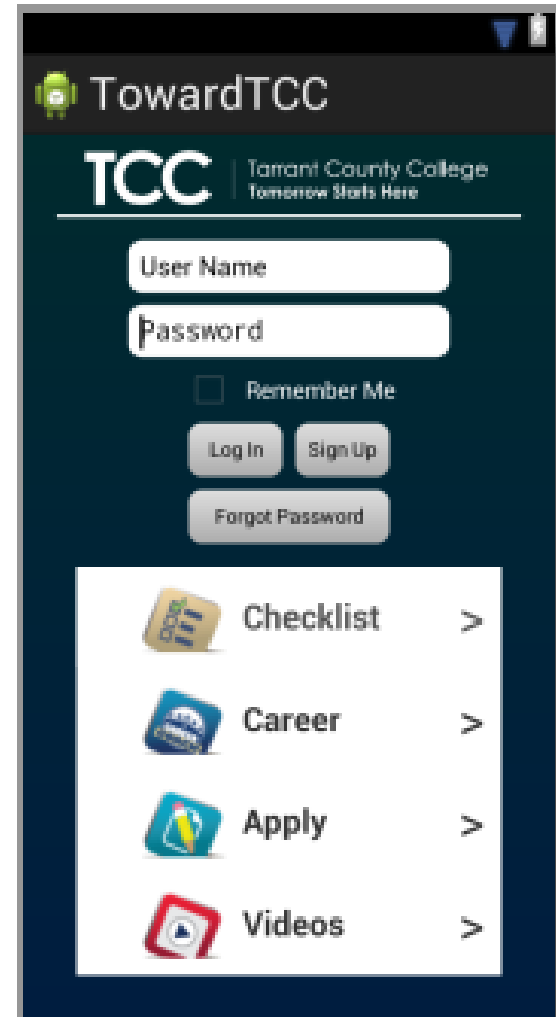 TowardTCC
TCC | Tarrant County College
Tomorrow Starts Here
User Name
Password
Remember Me
Log In Sign Up
Forgot Password
Checklist >
Career >
Apply >
Videos >